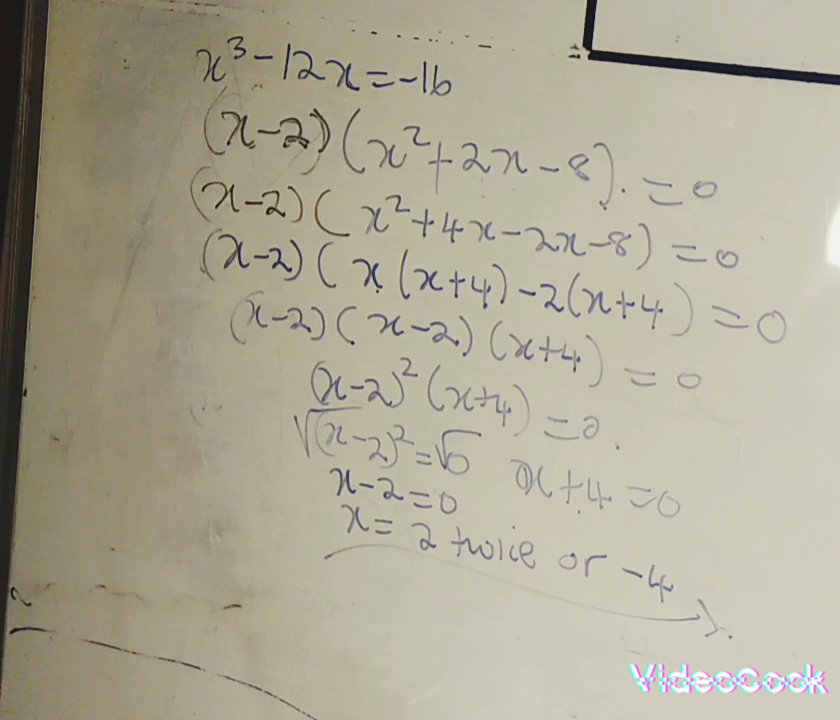 x³-12x=-16
(x-2)(x²+2x-8).=0
(x-2)(x²+4x-2x-8)=0
(x-2)(x(x+4)-2(x+4)=0
(x-2)(x-2)(x+4)=0
(x-2)²(x+4)=0.
√(x-2)²=√0 x+4=0
x-2=0
x=2 twice or -4
VideoCook